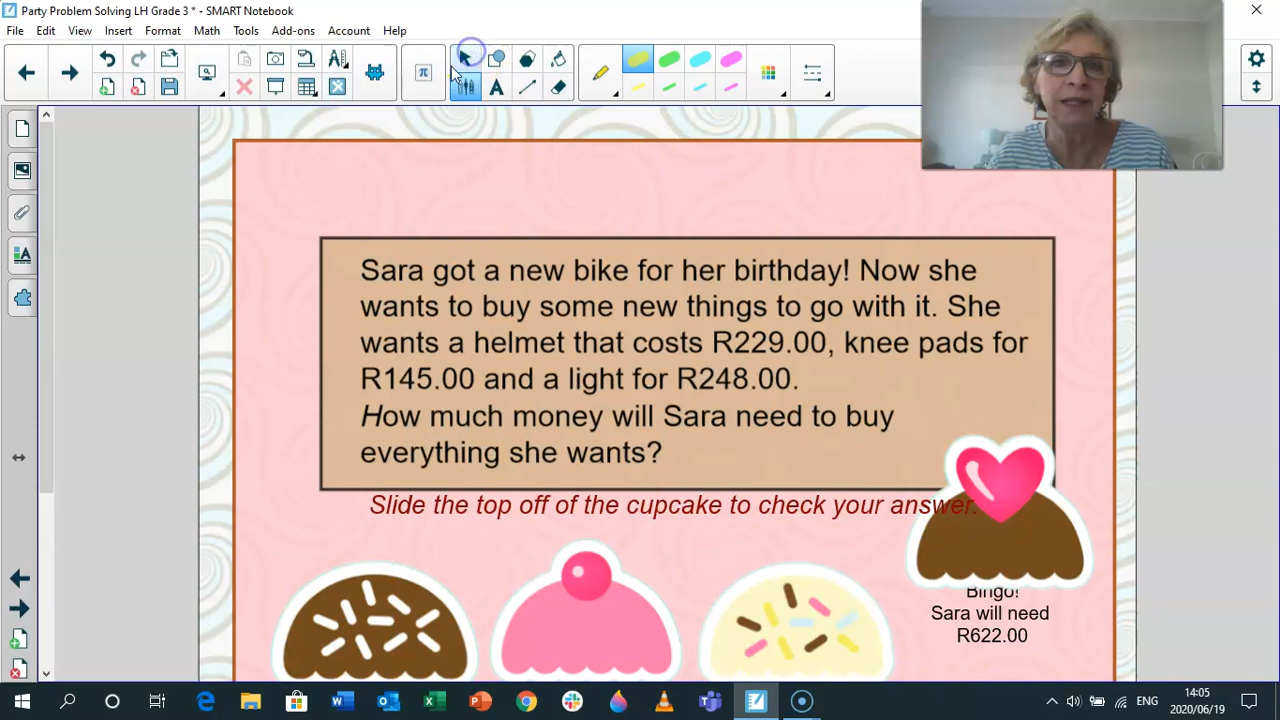 Party Problem Solving LH Grade 3 * - SMART Notebook
File Edit View Insert Format Math Tools Add-ons Account Help
π
A
Sara got a new bike for her birthday! Now she
wants to buy some new things to go with it. She
wants a helmet that costs R229.00, knee pads for
R145.00 and a light for R248.00.
How much money will Sara need to buy
everything she wants?
Slide the top off of the cupcake to check your answer.
Bingo!
Sara will need
R622.00
ENG
14:05
2020/06/19